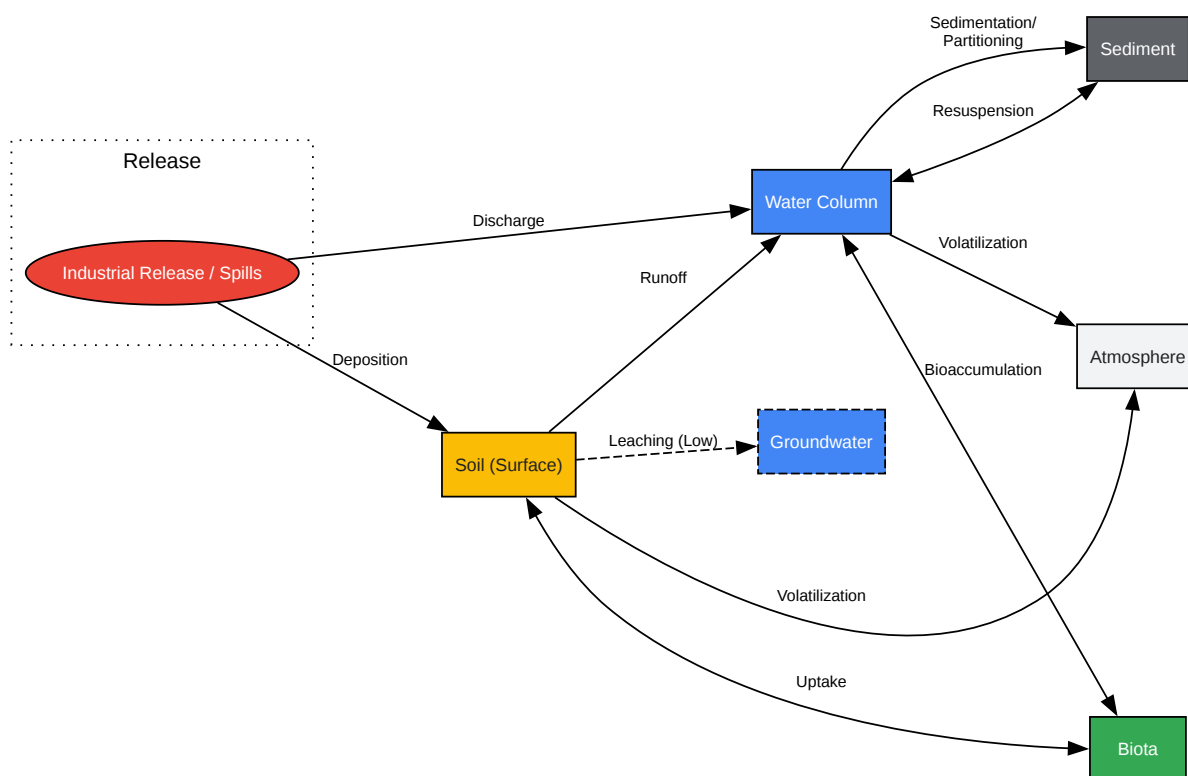 Sedimentation/
Partitioning
Sediment
Resuspension
Release
Water Column
Discharge
Volatilization
Industrial Release / Spills
Runoff
Deposition
Atmosphere
Bioaccumulation
Leaching (Low)
Groundwater
Soil (Surface)
Volatilization
Uptake
Biota